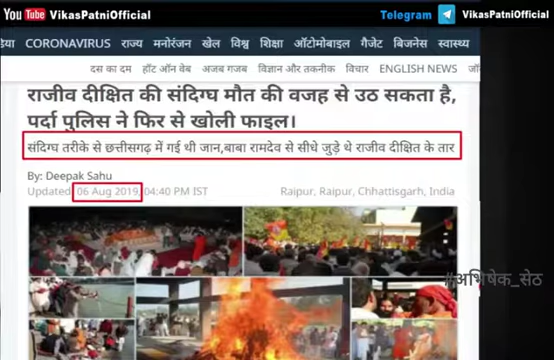 You Tube VikasPatniOfficial
Telegram VikasPatniOfficial
CORONAVIRUS राज्य मनोरंजन खेल विश्व शिक्षा ऑटोमोबाइल गैजेट बिजनेस स्वास्थ्य
दस का दम हॉट ऑन वेब अजब गजब विज्ञान और तकनीक विचार ENGLISH NEWS
राजीव दीक्षित की संदिग्ध मौत की वजह से उठ सकता है,
पर्दा पुलिस ने फिर से खोली फाइल।
संदिग्ध तरीके से छत्तीसगढ़ में गई थी जान,बाबा रामदेव से सीधे जुड़े थे राजीव दीक्षित के तार
By: Deepak Sahu
Updated 06 Aug 2019, 04:40 PM IST
Raipur, Raipur, Chhattisgarh, India
#अभिषेक_सेठ